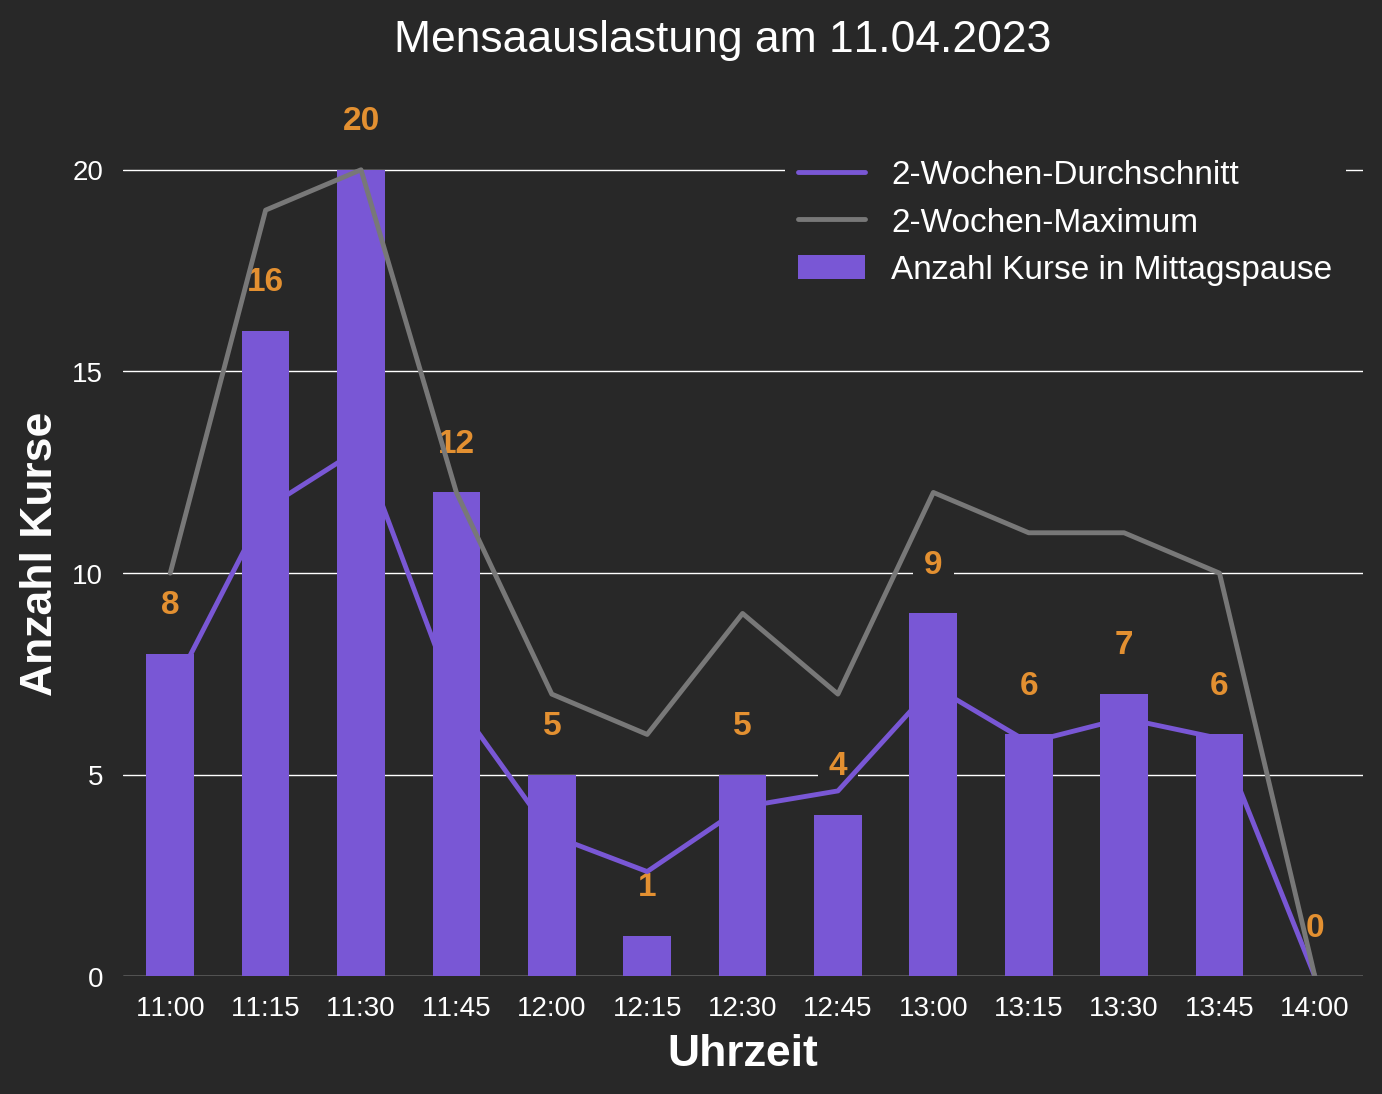 Mensaauslastung am 11.04.2023
20
20
2-Wochen-Durchschnitt
2-Wochen-Maximum
Anzahl Kurse in Mittagspause
16
15
12
10
9
8
7
6
6
5
5
5
4
1
0
0
Anzahl Kurse
11:00 11:15 11:30 11:45 12:00 12:15 12:30 12:45 13:00 13:15 13:30 13:45 14:00
Uhrzeit